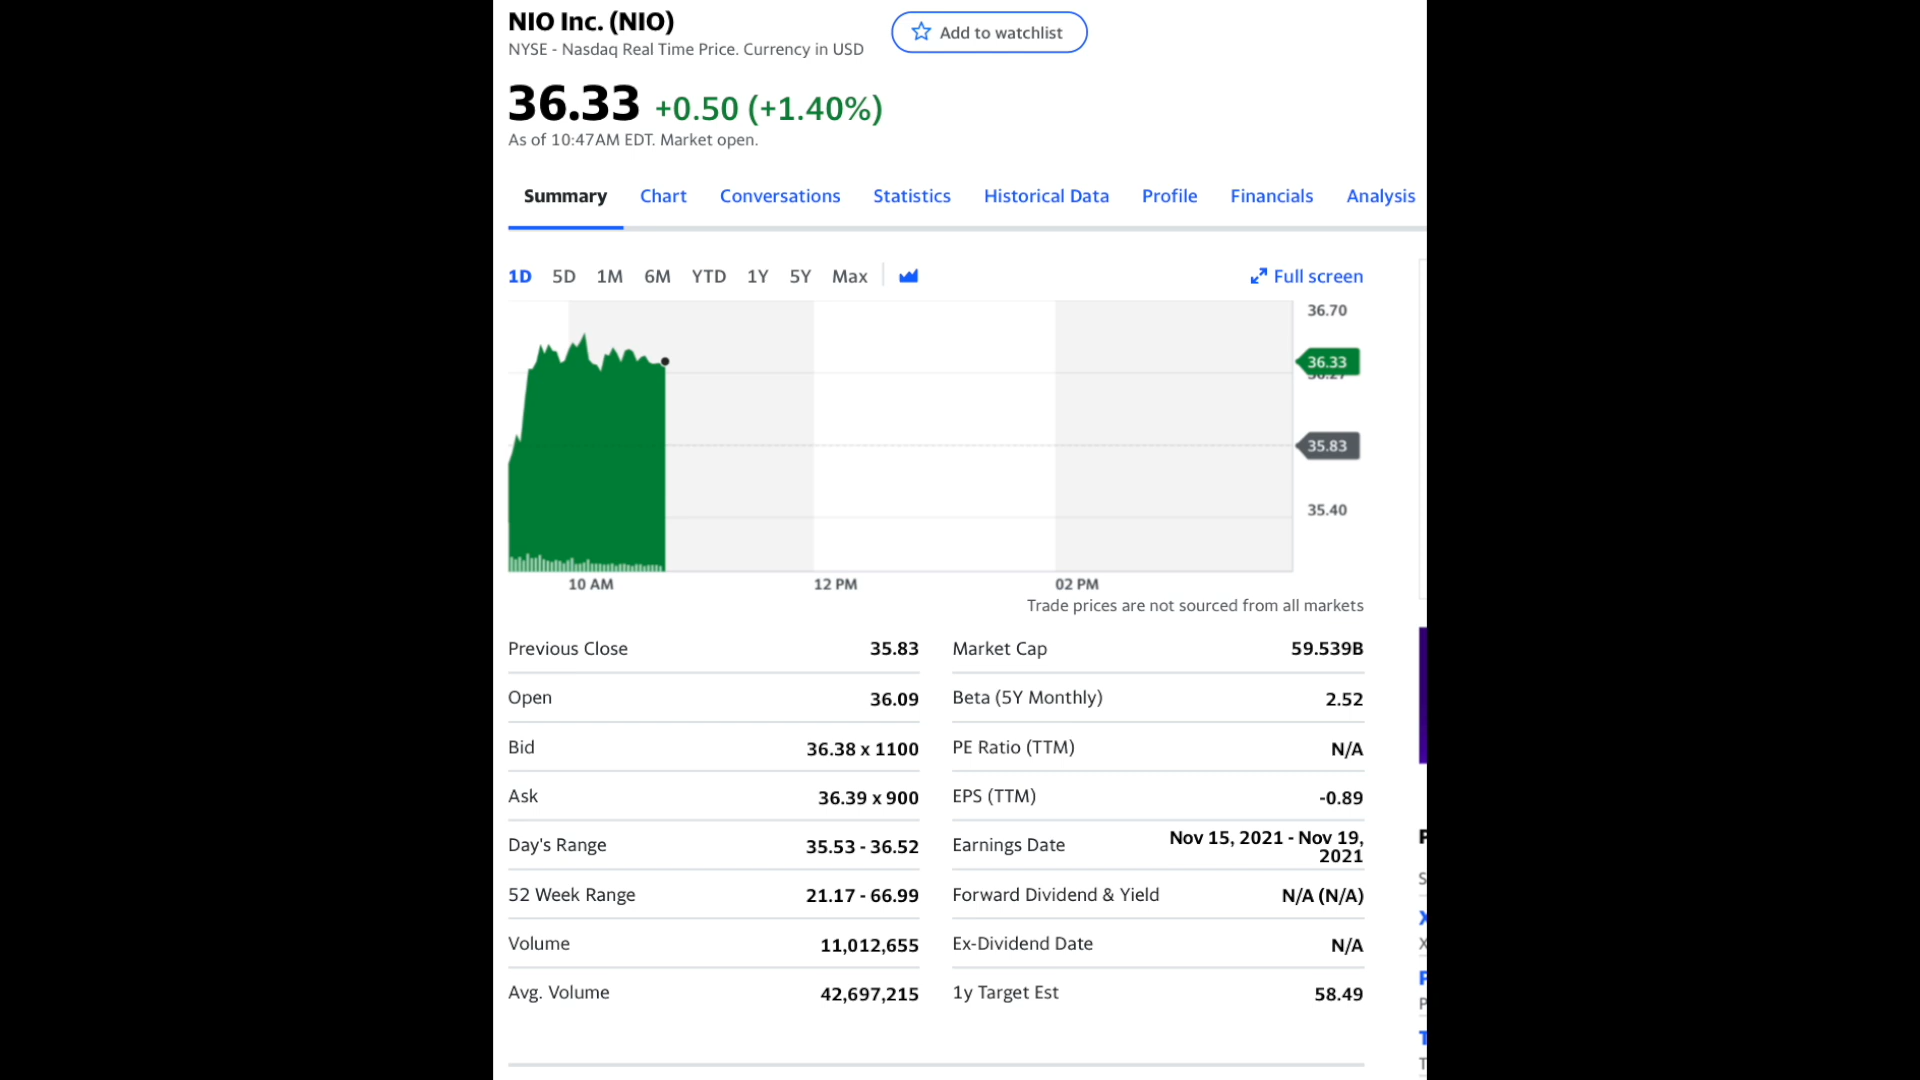 NIO Inc. (NIO)
Add to watchlist
NYSE - Nasdaq Real Time Price. Currency in USD
36.33 +0.50 (+1.40%)
As of 10:47AM EDT. Market open.
Summary Chart Conversations Statistics Historical Data Profile Financials Analysis
1D 5D 1M 6M YTD 1Y 5Y Max Full screen
36.70
36.33
35.83
35.40
10 AM 12 PM 02 PM
Trade prices are not sourced from all markets
Previous Close 35.83
Open 36.09
Bid 36.38 x 1100
Ask 36.39 x 900
Day's Range 35.53 - 36.52
52 Week Range 21.17 - 66.99
Volume 11,012,655
Avg. Volume 42,697,215
Market Cap 59.539B
Beta (5Y Monthly) 2.52
PE Ratio (TTM) N/A
EPS (TTM) -0.89
Earnings Date Nov 15, 2021 - Nov 19,
2021
Forward Dividend & Yield N/A (N/A)
Ex-Dividend Date N/A
1y Target Est 58.49